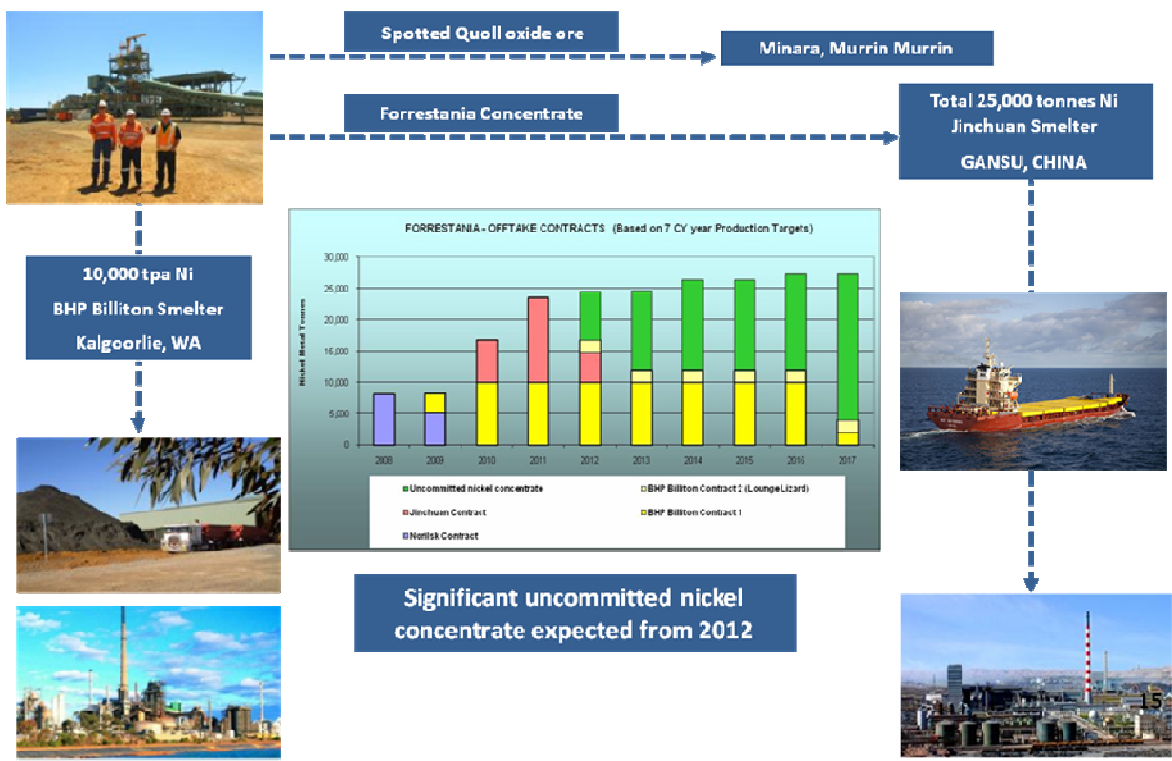 Spotted Quoll oxide ore
Minara, Murrin Murrin
Forrestania Concentrate
Total 25,000 tonnes Ni
Jinchuan Smelter
GANSU, CHINA
10,000 tpa Ni
BHP Billiton Smelter
Kalgoorlie, WA
FORRESTANIA - OFFTAKE CONTRACTS (Based on 7 CY year Production Targets)
Nickel Metal Tonnes
30,000
25,000
20,000
15,000
10,000
5,000
0
2008 2009 2010 2011 2012 2013 2014 2015 2016 2017
Uncommitted nickel concentrate
BHP Billiton Contract 2 (Lounge Lizard)
Jinchuan Contract
BHP Billiton Contract 1
Norilsk Contract
Significant uncommitted nickel
concentrate expected from 2012
15